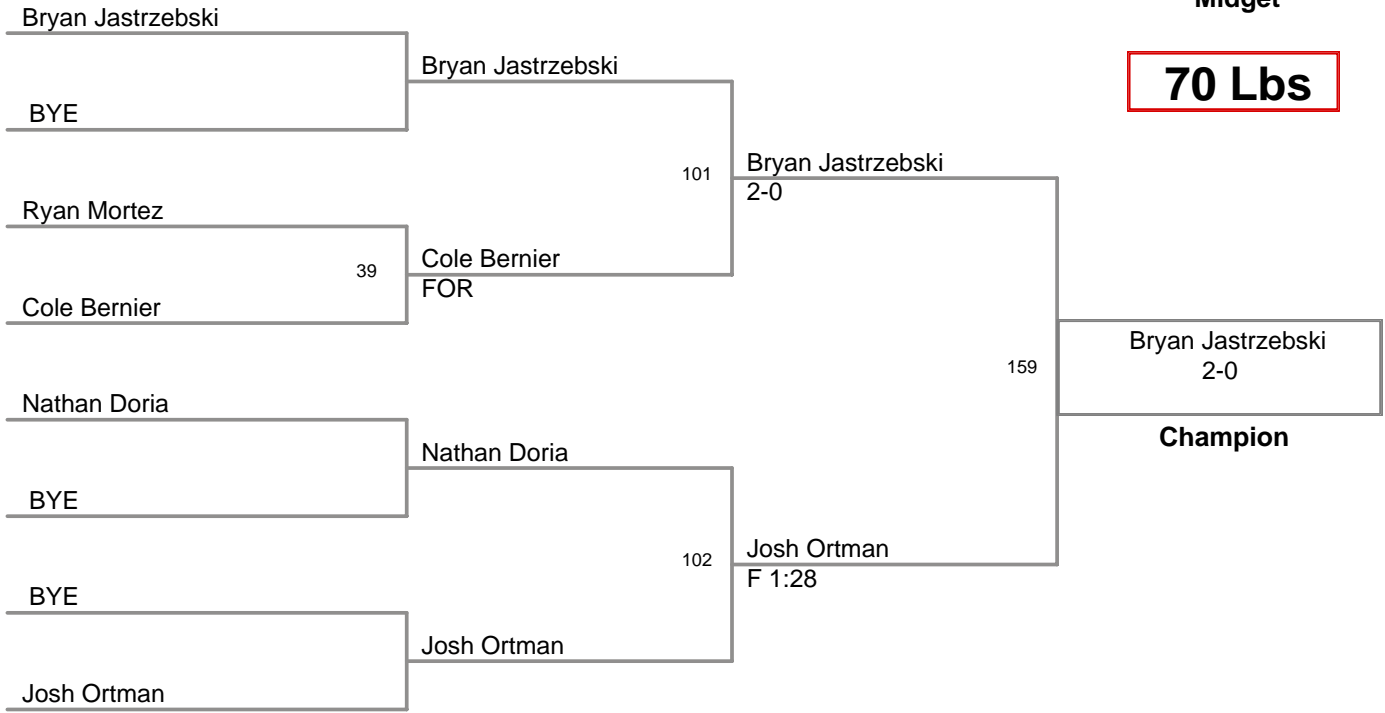 Midget
70 Lbs
Bryan Jastrzebski
BYE
Ryan Mortez
39
Cole Bernier
Nathan Doria
BYE
BYE
Josh Ortman
Bryan Jastrzebski
101
Cole Bernier
FOR
Nathan Doria
102
Josh Ortman
Bryan Jastrzebski
2-0
159
Josh Ortman
F 1:28
Bryan Jastrzebski
2-0
Champion